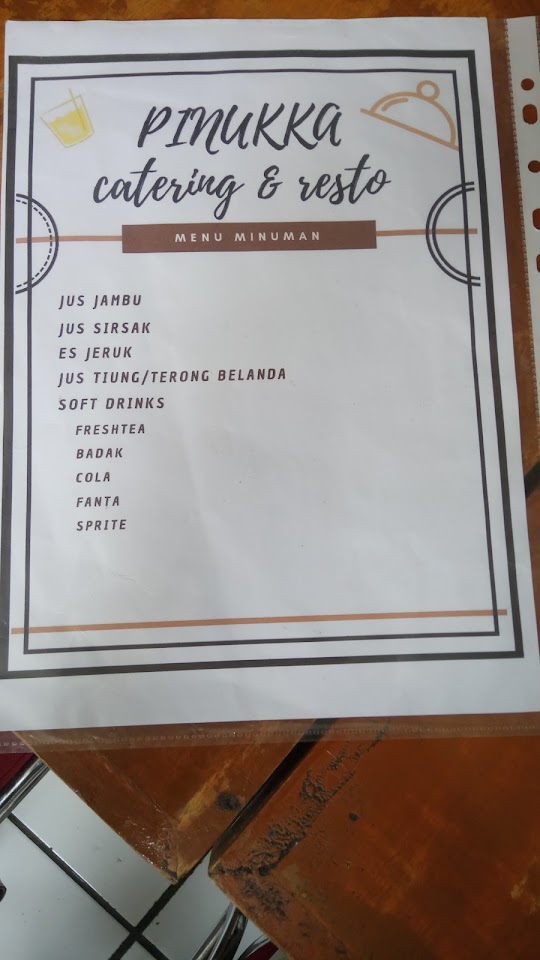 PINUKKA
catering & resto
MENU MINUMAN
JUS JAMBU
JUS SIRSAK
ES JERUK
JUS TIUNG/TERONG BELANDA
SOFT DRINKS
FRESHTEA
BADAK
COLA
FANTA
SPRITE